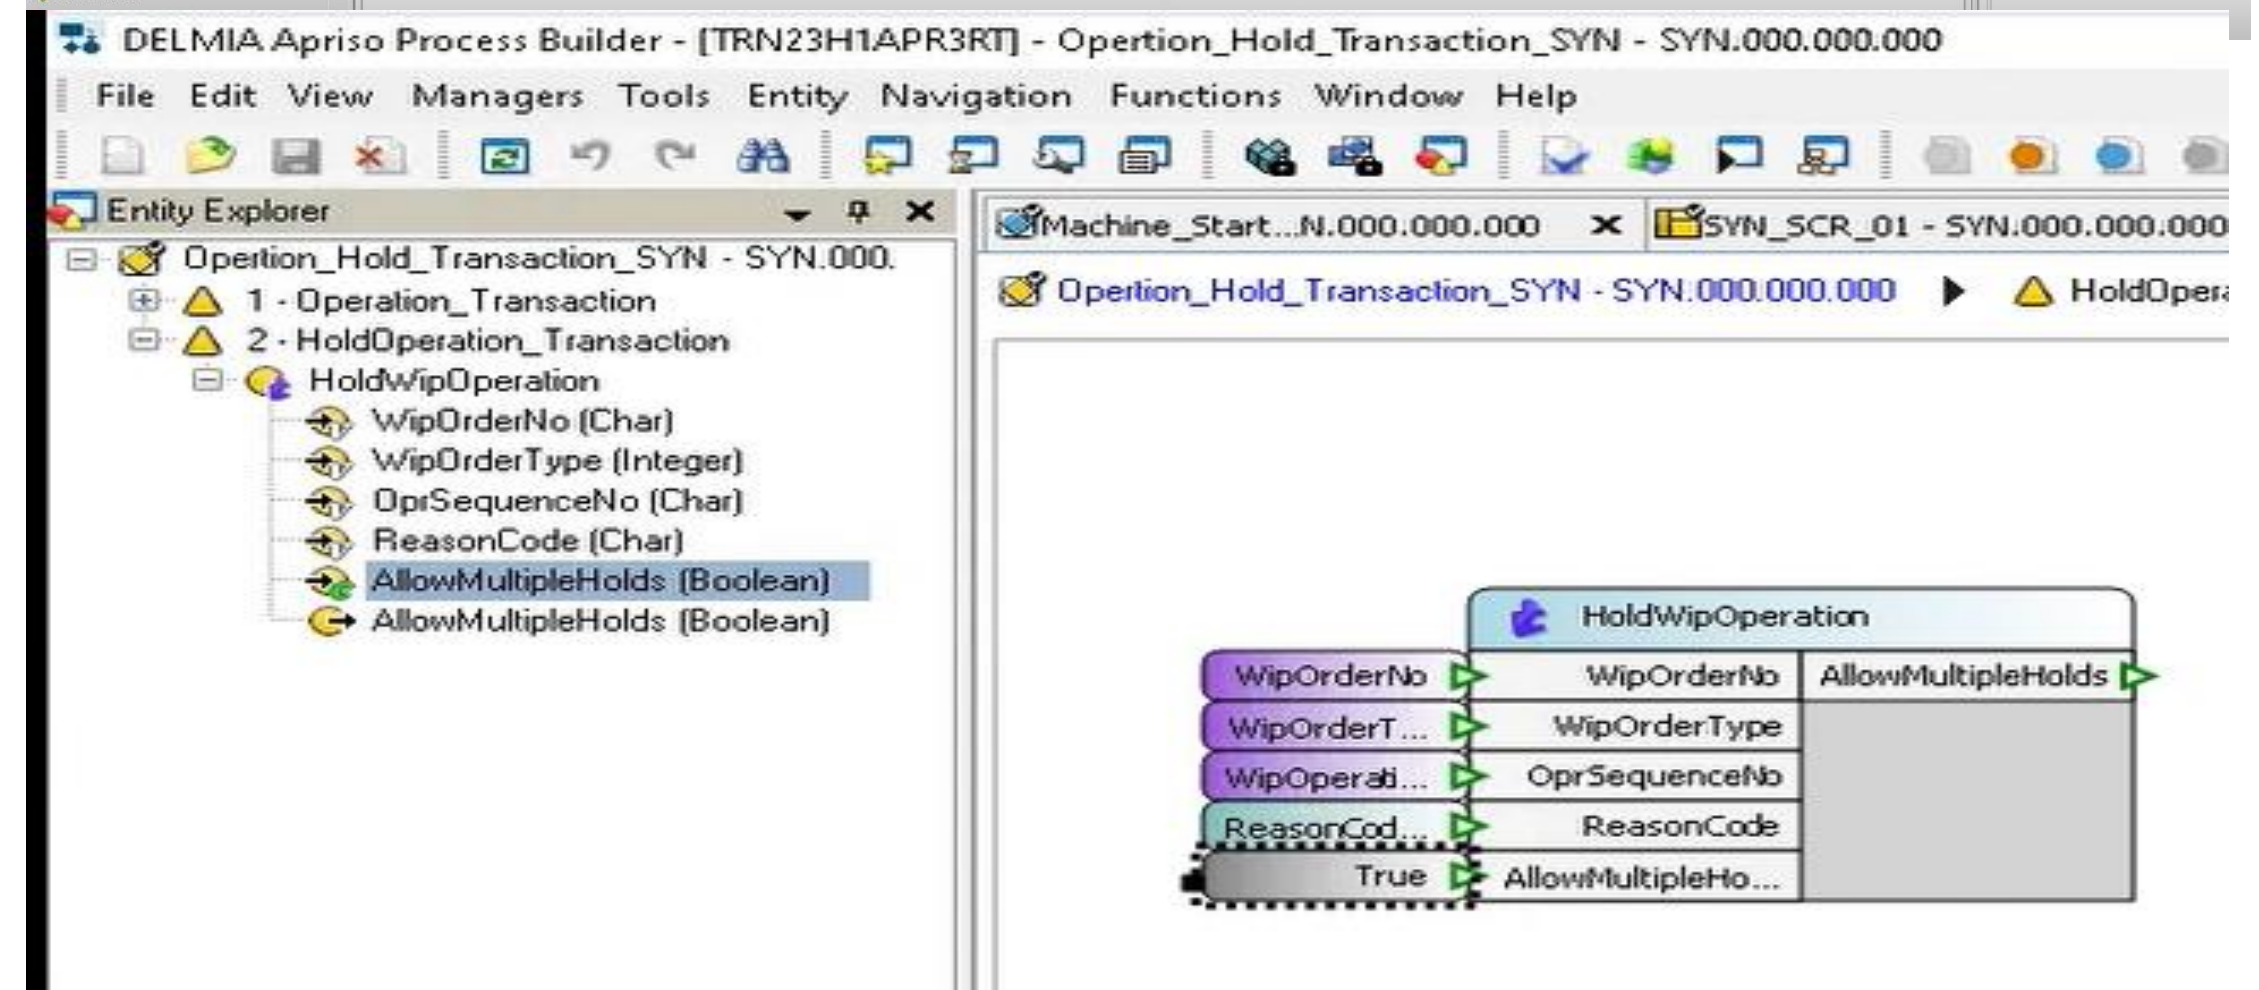 DELMIA Apriso Process Builder - [TRN23H1APR3RT] - Opertion_Hold_Transaction_SYN - SYN.000.000.000
File Edit View Managers Tools Entity Navigation Functions Window Help
Entity Explorer
Opertion_Hold_Transaction_SYN - SYN.000.
1 - Operation_Transaction
2 - HoldOperation_Transaction
HoldWipOperation
WipOrderNo (Char)
WipOrderType (Integer)
OprSequenceNo (Char)
ReasonCode (Char)
AllowMultipleHolds (Boolean)
AllowMultipleHolds (Boolean)
Machine_Start...N.000.000.000
SYN_SCR_01 - SYN.000.000.000
Opertion_Hold_Transaction_SYN - SYN.000.000.000 HoldOpera
HoldWipOperation
WipOrderNo WipOrderNo AllowMultipleHolds
WipOrderT... WipOrderType
WipOperati... OprSequenceNo
ReasonCod... ReasonCode
True AllowMultipleHo...